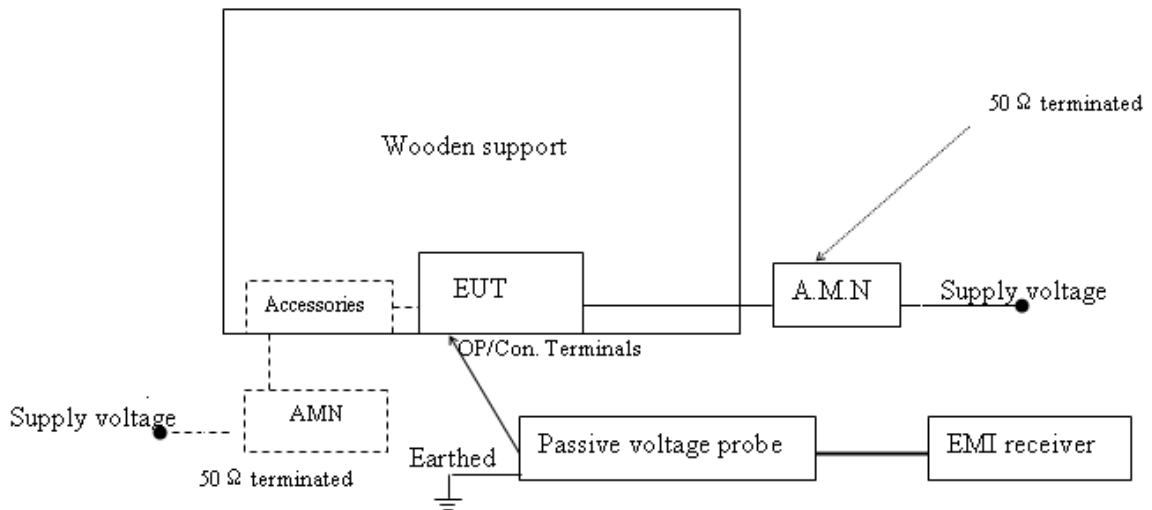 50 Ω terminated
Wooden support
Accessories
EUT
A.M.N
Supply voltage
OP/Con. Terminals
Supply voltage
AMN
50 Ω terminated
Earthed
Passive voltage probe
EMI receiver